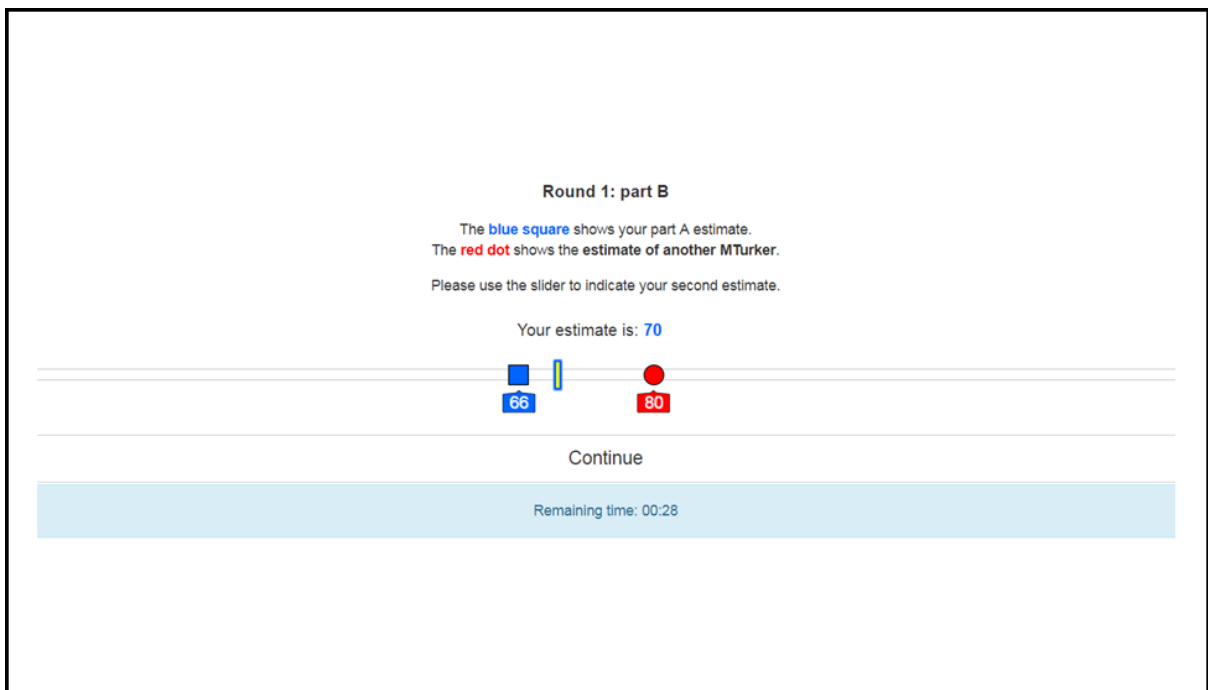 Round 1: part B
The blue square shows your part A estimate.
The red dot shows the estimate of another MTurker.
Please use the slider to indicate your second estimate.
Your estimate is: 70
66 80
Continue
Remaining time: 00:28